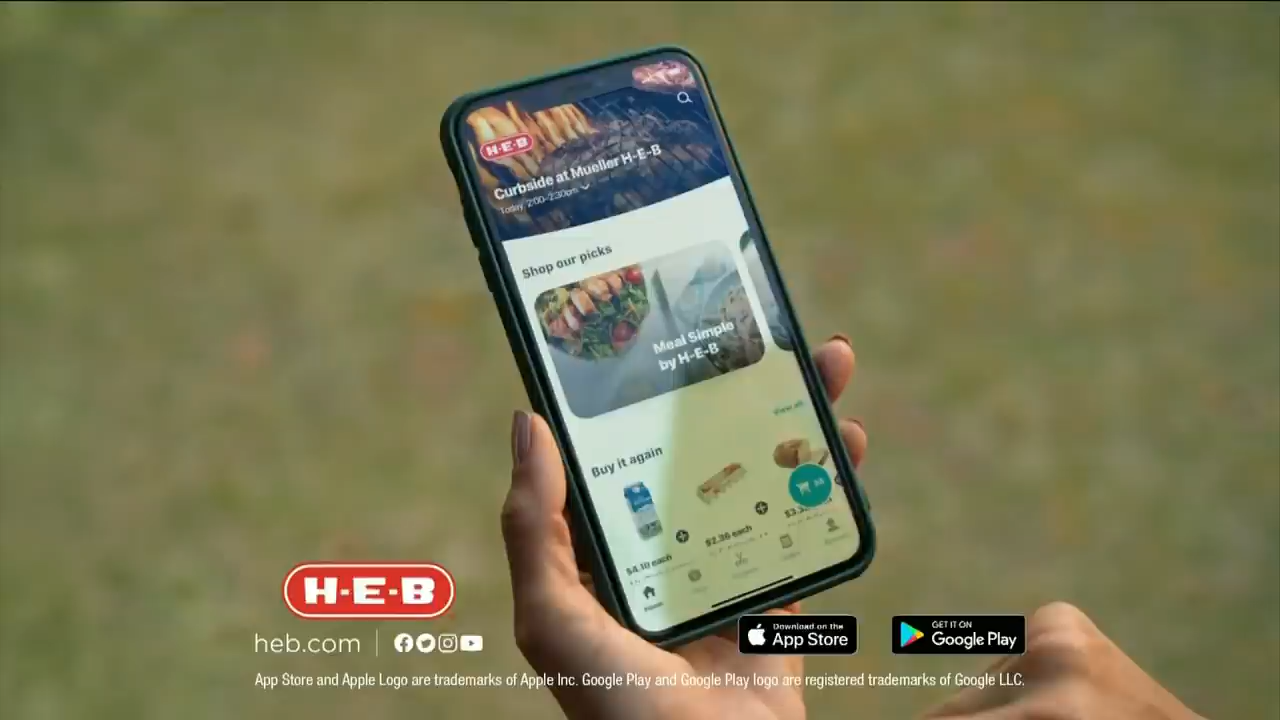 H-E-B
Curbside at Mueller H-E-B
Today, 2:00-2:30pm
Shop our picks
Meal Simple
by H-E-B
View all
Buy it again
$4.10 each
$2.36 each
H-E-B
heb.com
Download on the
App Store
GET IT ON
Google Play
App Store and Apple Logo are trademarks of Apple Inc. Google Play and Google Play logo are registered trademarks of Google LLC.